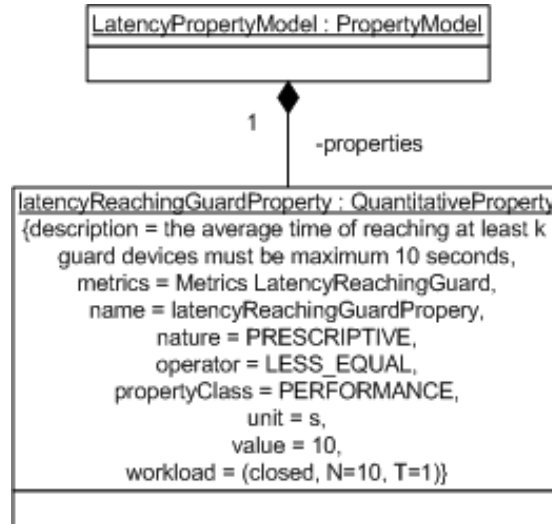 LatencyPropertyModel : PropertyModel
1
-properties
latencyReachingGuardProperty : QuantitativeProperty
{description = the average time of reaching at least k
guard devices must be maximum 10 seconds,
metrics = Metrics LatencyReachingGuard,
name = latencyReachingGuardPropery,
nature = PRESCRIPTIVE,
operator = LESS_EQUAL,
propertyClass = PERFORMANCE,
unit = s,
value = 10,
workload = (closed, N=10, T=1)}